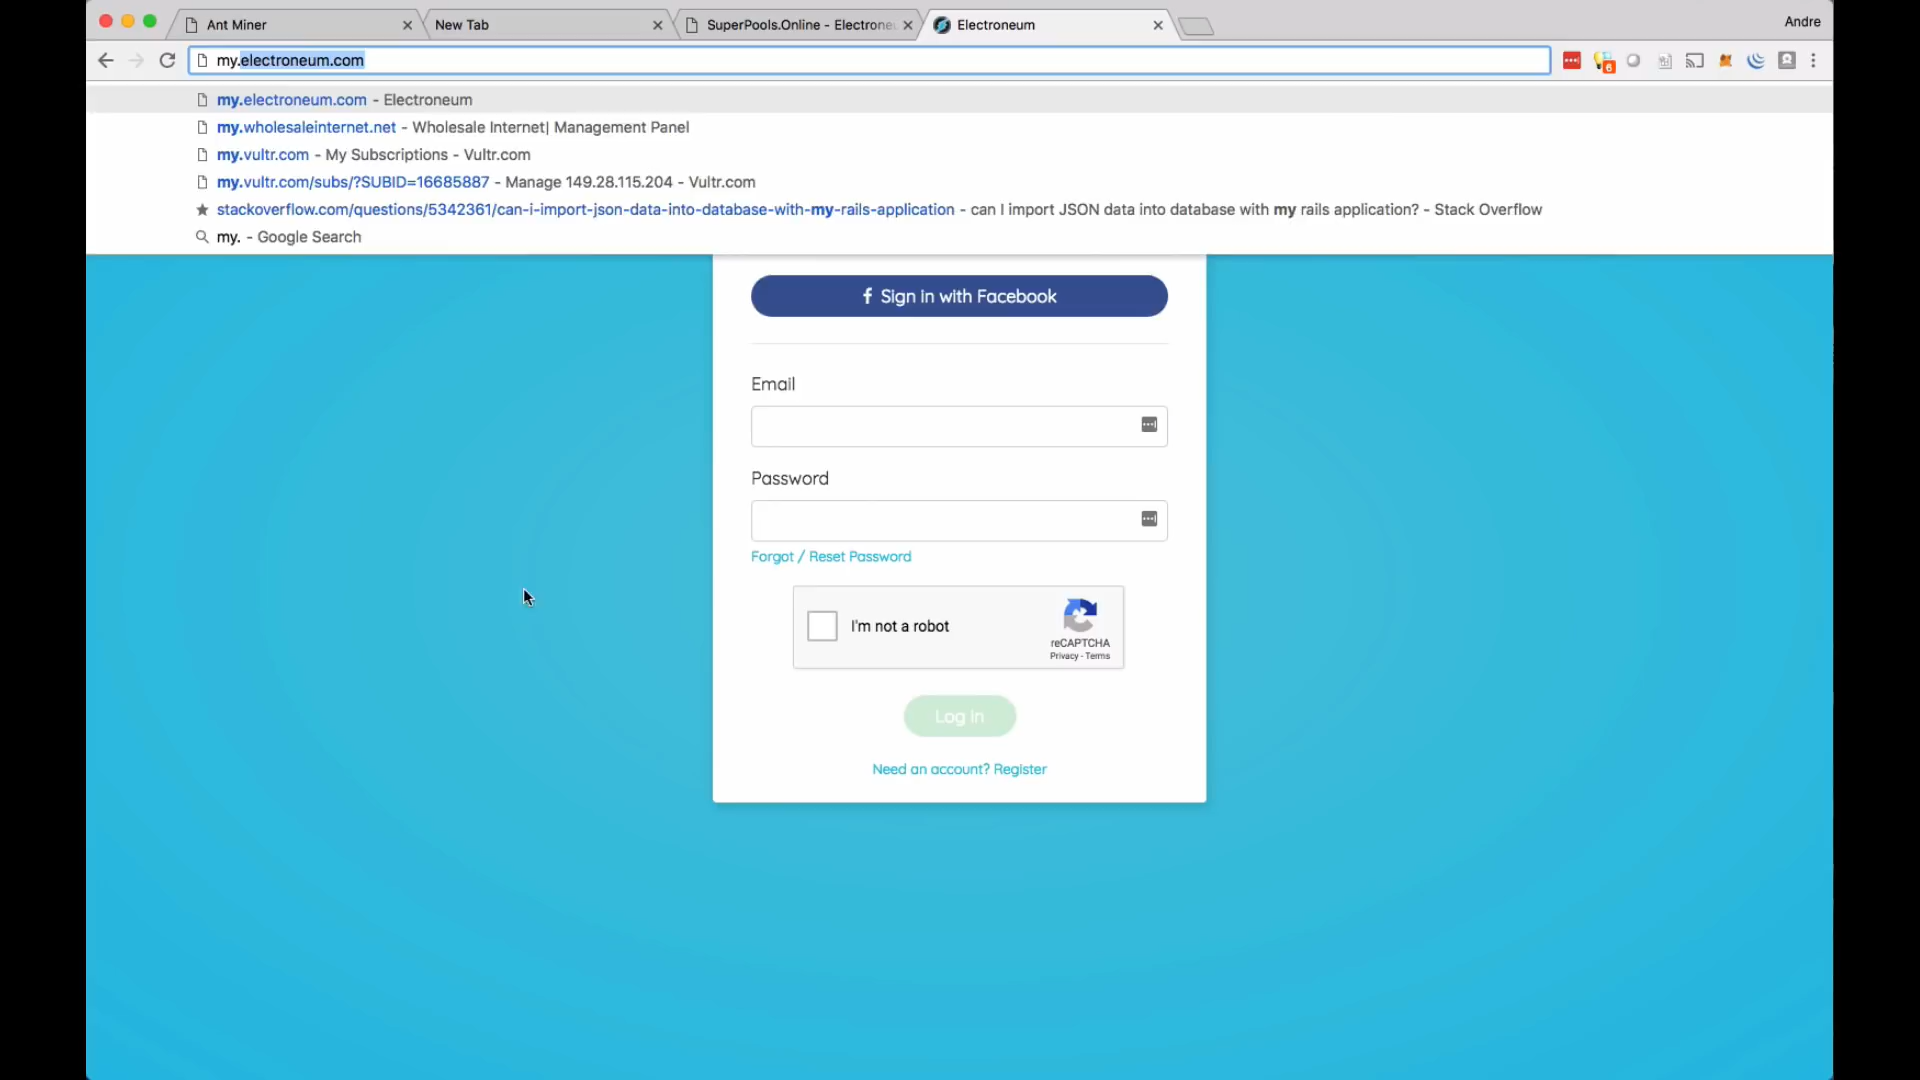 Ant Miner
New Tab
SuperPools.Online - Electroneu
Electroneum
Andre
my.electroneum.com
6
my.electroneum.com - Electroneum
my.wholesaleinternet.net - Wholesale Internet| Management Panel
my.vultr.com - My Subscriptions - Vultr.com
my.vultr.com/subs/?SUBID=16685887 - Manage 149.28.115.204 - Vultr.com
stackoverflow.com/questions/5342361/can-i-import-json-data-into-database-with-my-rails-application - can I import JSON data into database with my rails application? - Stack Overflow
my. - Google Search
f Sign in with Facebook
Email
Password
Forgot / Reset Password
I'm not a robot
reCAPTCHA
Privacy - Terms
Log In
Need an account? Register